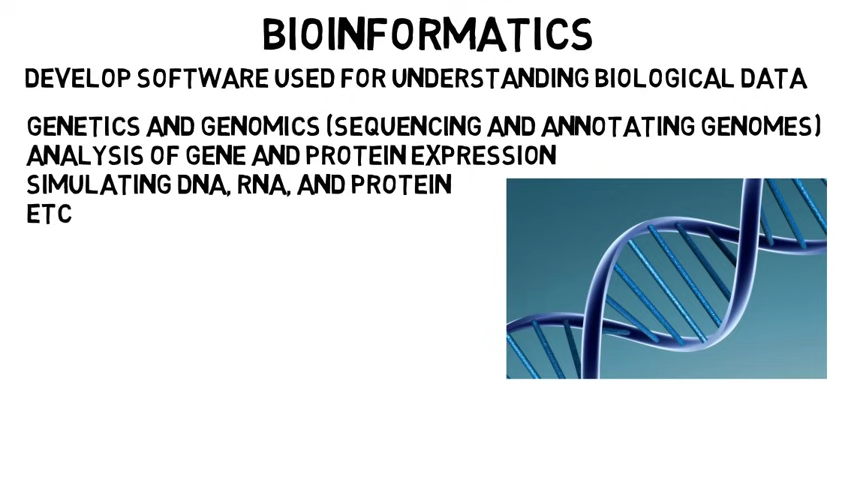 BIOINFORMATICS
DEVELOP SOFTWARE USED FOR UNDERSTANDING BIOLOGICAL DATA
GENETICS AND GENOMICS (SEQUENCING AND ANNOTATING GENOMES)
ANALYSIS OF GENE AND PROTEIN EXPRESSION
SIMULATING DNA, RNA, AND PROTEIN
ETC